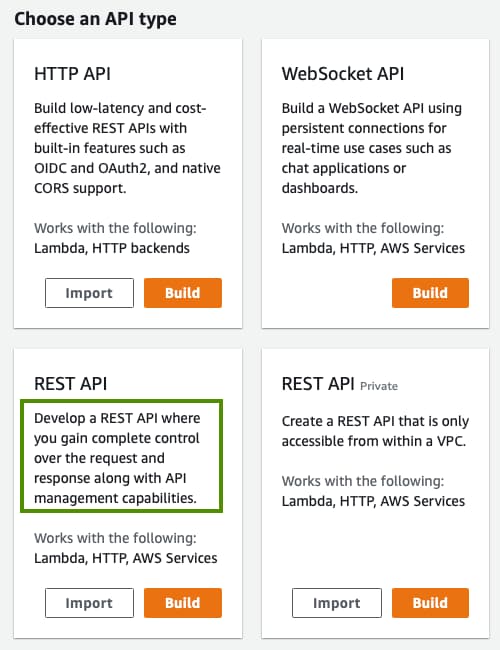 Choose an API type
HTTP API
Build low-latency and cost-
effective REST APIs with
built-in features such as
OIDC and OAuth2, and native
CORS support.
Works with the following:
Lambda, HTTP backends
Import
Build
WebSocket API
Build a WebSocket API using
persistent connections for
real-time use cases such as
chat applications or
dashboards.
Works with the following:
Lambda, HTTP, AWS Services
Build
REST API
Develop a REST API where
you gain complete control
over the request and
response along with API
management capabilities.
Works with the following:
Lambda, HTTP, AWS Services
Import
Build
REST API Private
Create a REST API that is only
accessible from within a VPC.
Works with the following:
Lambda, HTTP, AWS Services
Import
Build